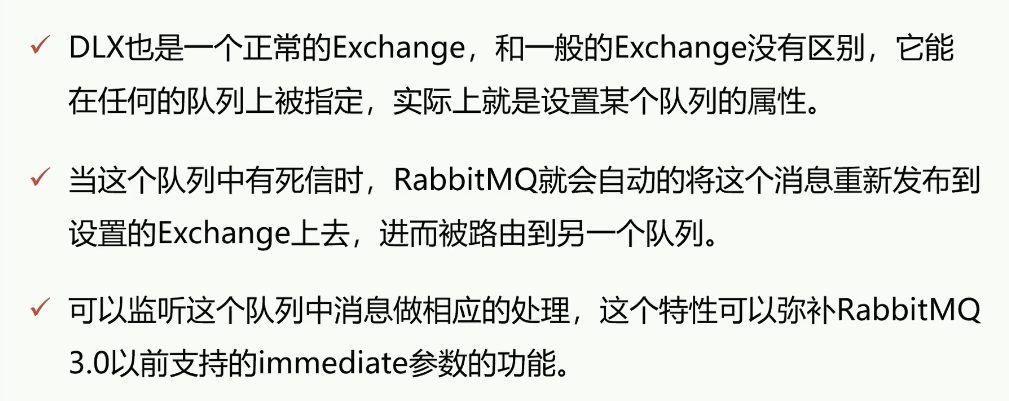 ✓ DLX也是一个正常的Exchange，和一般的Exchange没有区别，它能
在任何的队列上被指定，实际上就是设置某个队列的属性。
✓ 当这个队列中有死信时，RabbitMQ就会自动的将这个消息重新发布到
设置的Exchange上去，进而被路由到另一个队列。
✓ 可以监听这个队列中消息做相应的处理，这个特性可以弥补RabbitMQ
3.0以前支持的immediate参数的功能。